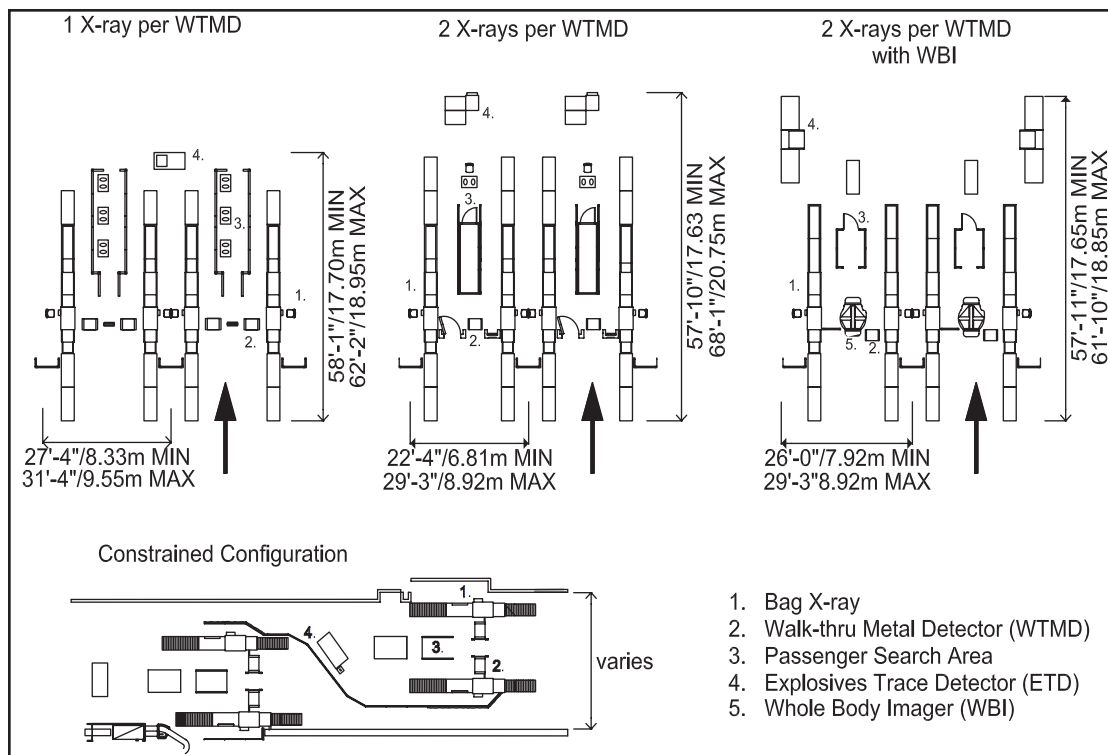 1 X-ray per WTMD
2 X-rays per WTMD
2 X-rays per WTMD
with WBI
4.
3.
1.
2.
58'-1"/17.70m MIN
62'-2"/18.95m MAX
27'-4"/8.33m MIN
31'-4"/9.55m MAX
4.
3.
1.
2.
57'-10"/17.63 MIN
68'-1"/20.75m MAX
22'-4"/6.81m MIN
29'-3"/8.92m MAX
4.
3.
1.
5.
2.
57'-11"/17.65m MIN
61'-10"/18.85m MAX
26'-0"/7.92m MIN
29'-3"8.92m MAX
Constrained Configuration
1.
4.
3.
2.
varies
1. Bag X-ray
2. Walk-thru Metal Detector (WTMD)
3. Passenger Search Area
4. Explosives Trace Detector (ETD)
5. Whole Body Imager (WBI)